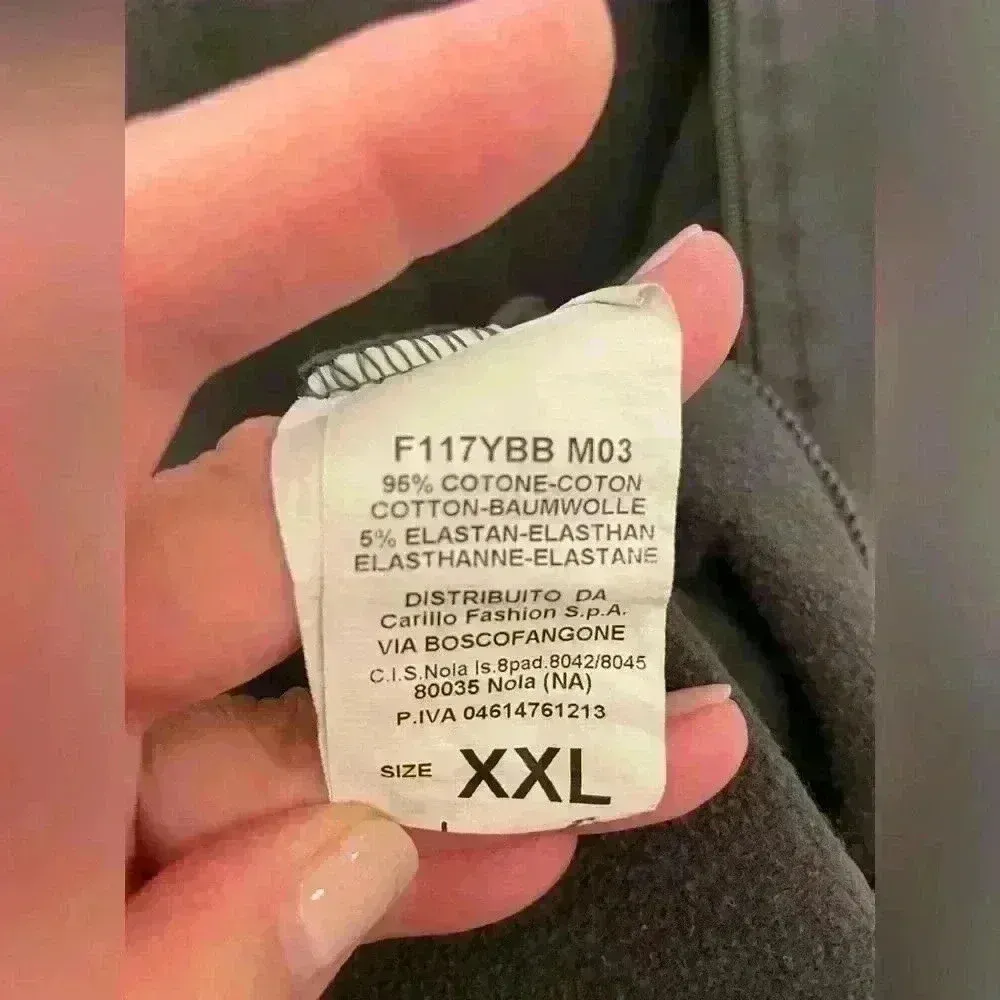 F117YBB M03
95% COTONE-COTON
COTTON-BAUMWOLLE
5% ELASTAN-ELASTHAN
ELASTHANNE-ELASTANE
DISTRIBUITO DA
Carillo Fashion S.p.A.
VIA BOSCOFANGONE
C.I.S.Nola Is.8pad.8042/8045
80035 Nola (NA)
P.IVA 04614761213
SIZE XXL